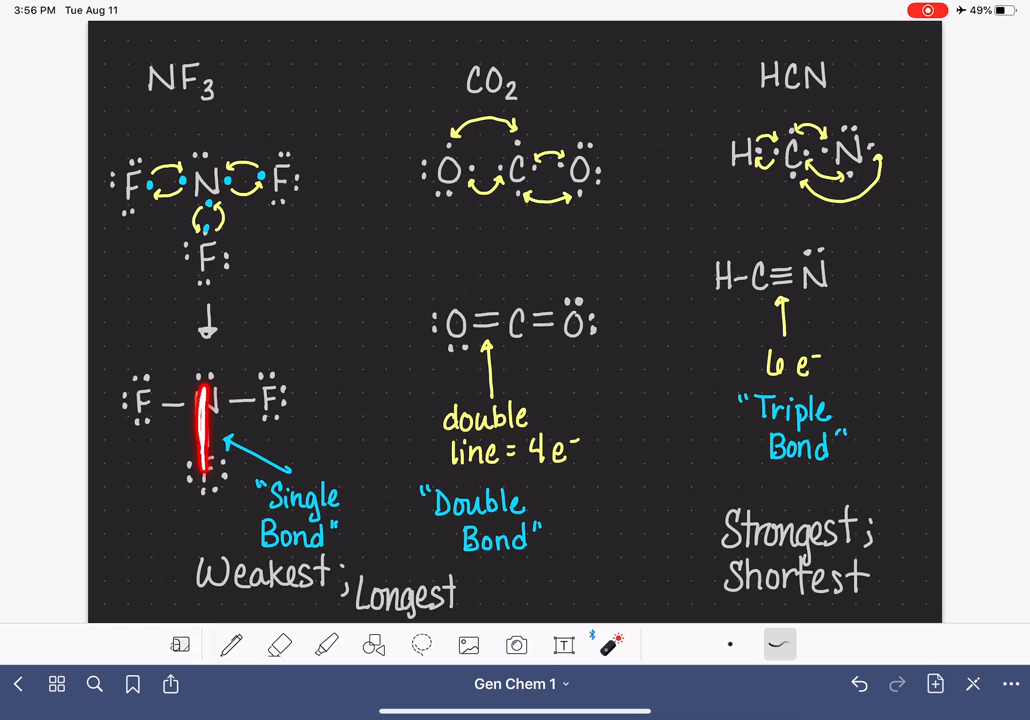 3:56 PM Tue Aug 11
49%
NF3
CO2
HCN
:F N F:
:O C O:
H C N
F:
H-C≡N
:O=C=O:
6 e⁻
:F-N-F:
double
line = 4e⁻
"Triple
Bond"
F
"Single
Bond"
"Double
Bond"
Strongest;
Shortest
Weakest; Longest
T
Gen Chem 1